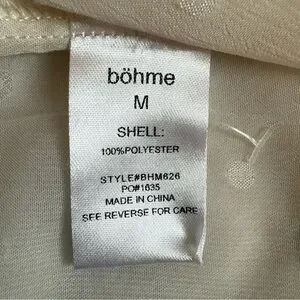 böhme
M
SHELL:
100%POLYESTER
STYLE#BHM626
PO#1635
MADE IN CHINA
SEE REVERSE FOR CARE